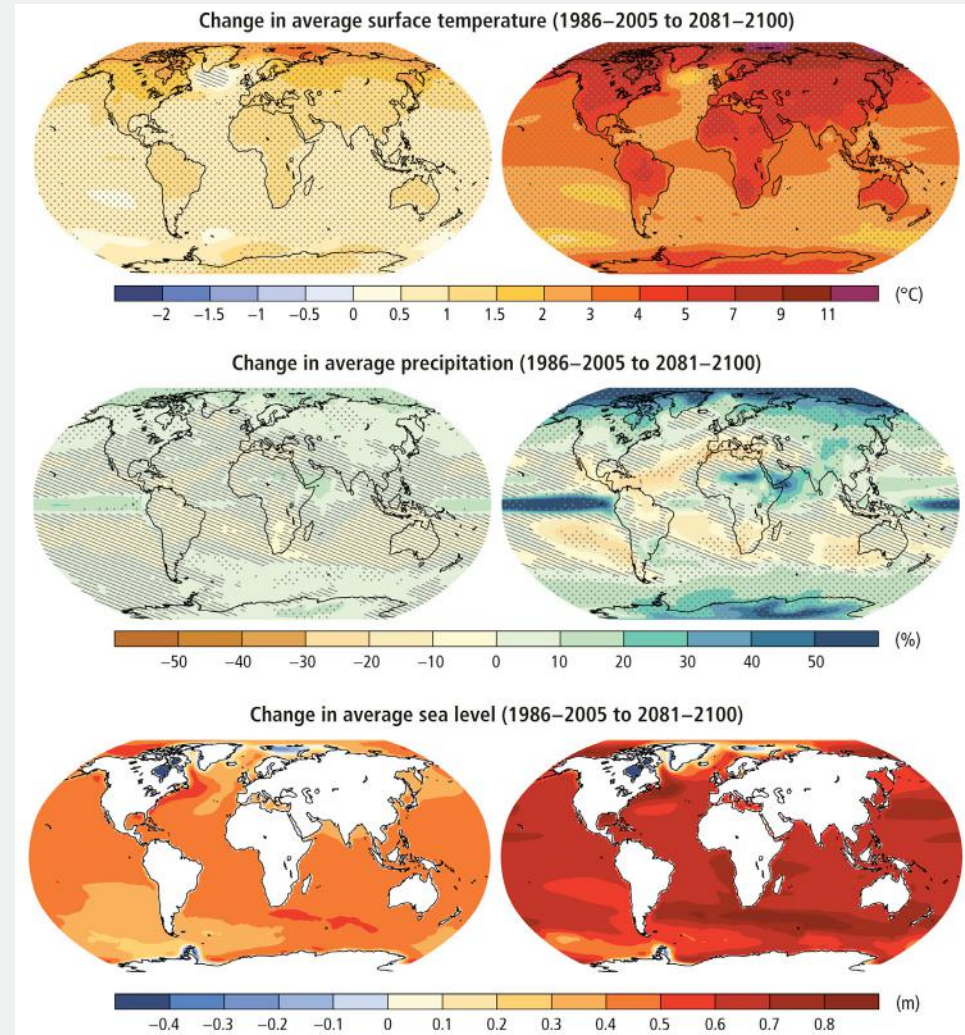 Change in average surface temperature (1986–2005 to 2081–2100)
(°C)
−2 −1.5 −1 −0.5 0 0.5 1 1.5 2 3 4 5 7 9 11
Change in average precipitation (1986–2005 to 2081–2100)
(%)
−50 −40 −30 −20 −10 0 10 20 30 40 50
Change in average sea level (1986–2005 to 2081–2100)
(m)
−0.4 −0.3 −0.2 −0.1 0 0.1 0.2 0.3 0.4 0.5 0.6 0.7 0.8